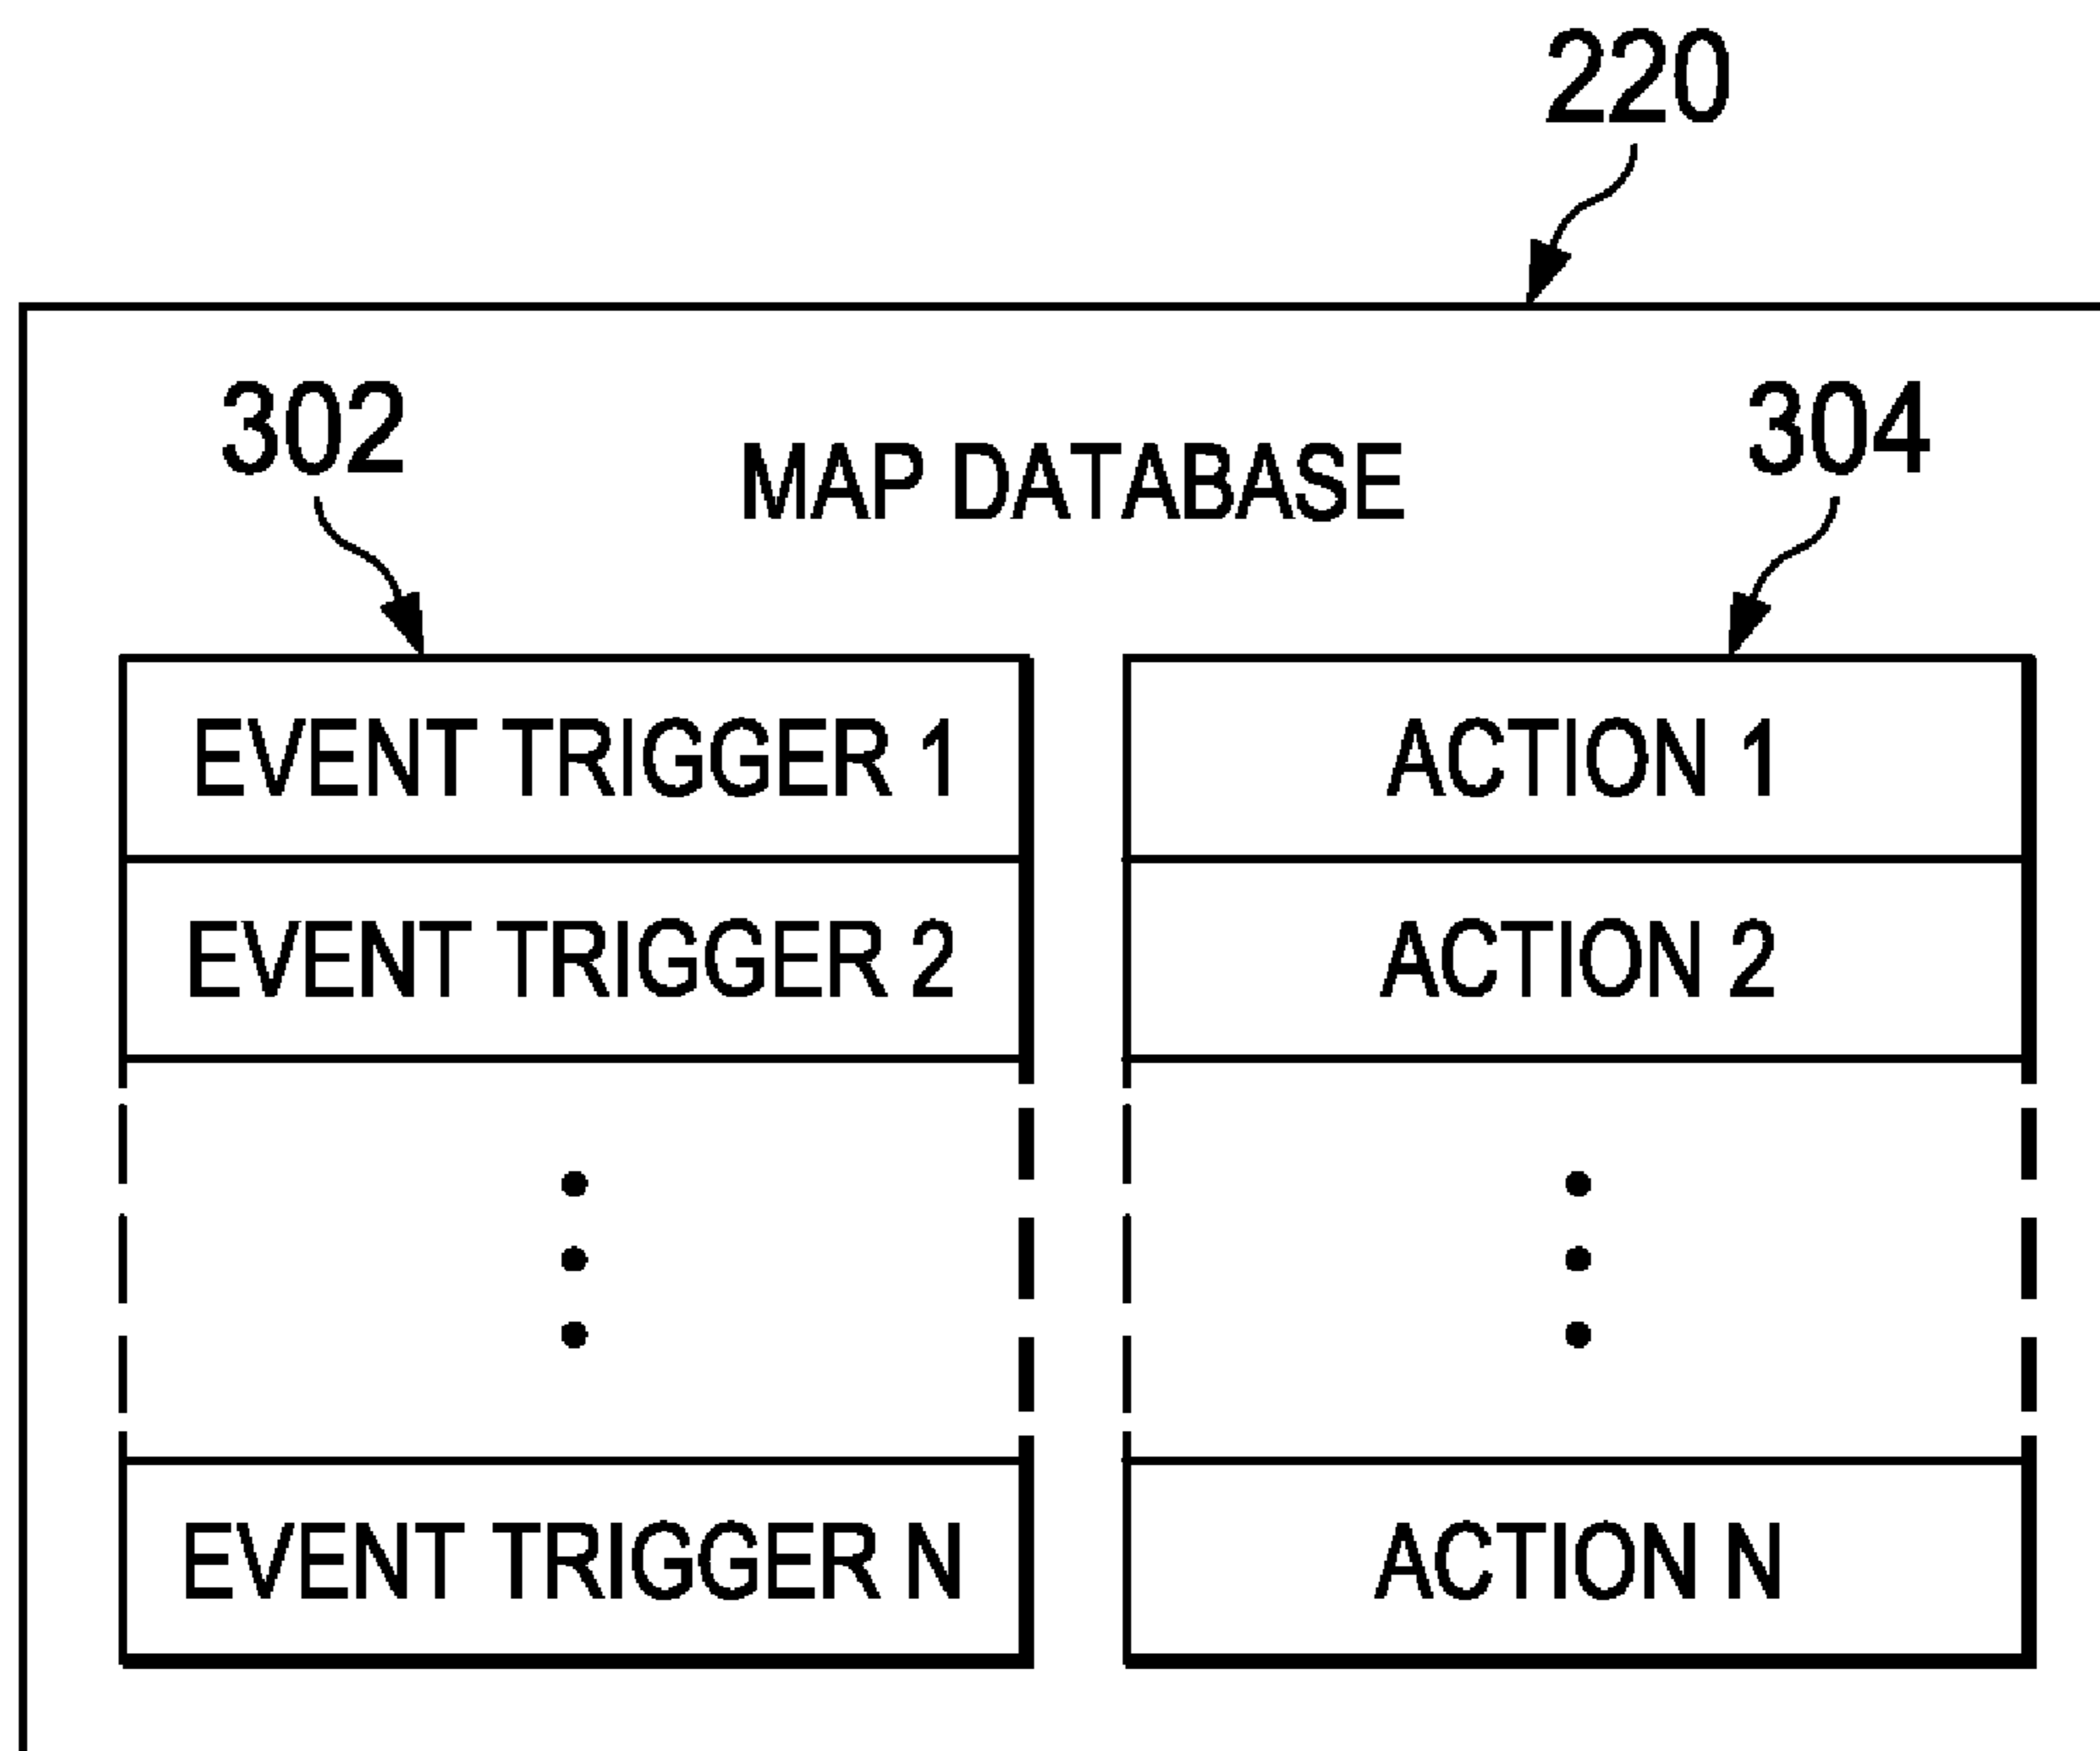 220
302
304
MAP DATABASE
EVENT TRIGGER 1
ACTION 1
EVENT TRIGGER 2
ACTION 2
EVENT TRIGGER N
ACTION N